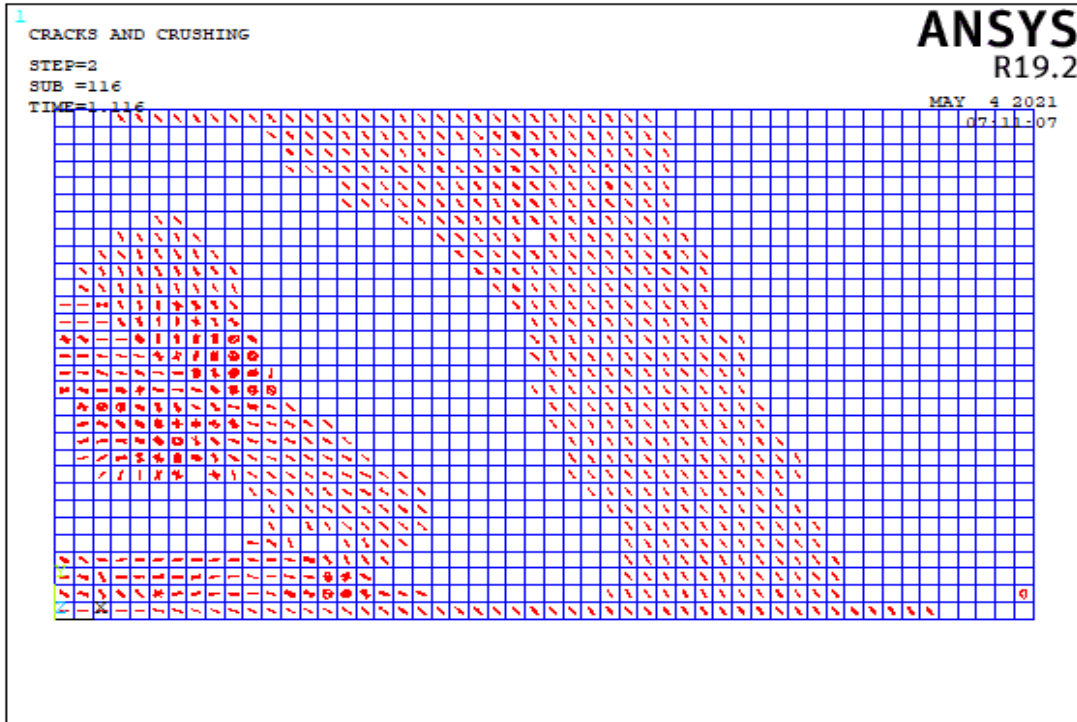 1
CRACKS AND CRUSHING
STEP=2
SUB =116
TIME=1.116
ANSYS
R19.2
MAY  4 2021
07:11:07
Y
Z X